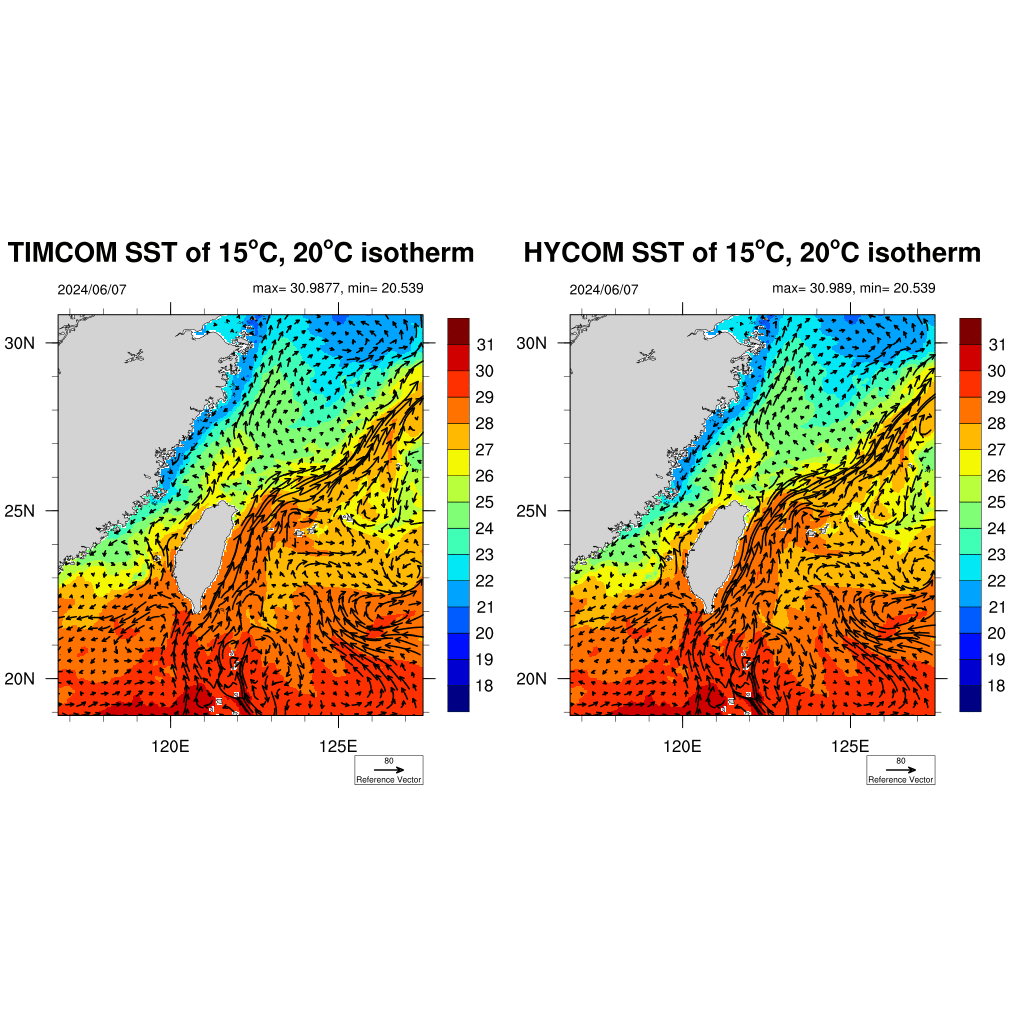 TIMCOM SST of 15°C, 20°C isotherm
2024/06/07 max= 30.9877, min= 20.539
30N
25N
20N
120E 125E
31
30
29
28
27
26
25
24
23
22
21
20
19
18
80
Reference Vector
HYCOM SST of 15°C, 20°C isotherm
2024/06/07 max= 30.989, min= 20.539
30N
25N
20N
120E 125E
31
30
29
28
27
26
25
24
23
22
21
20
19
18
80
Reference Vector